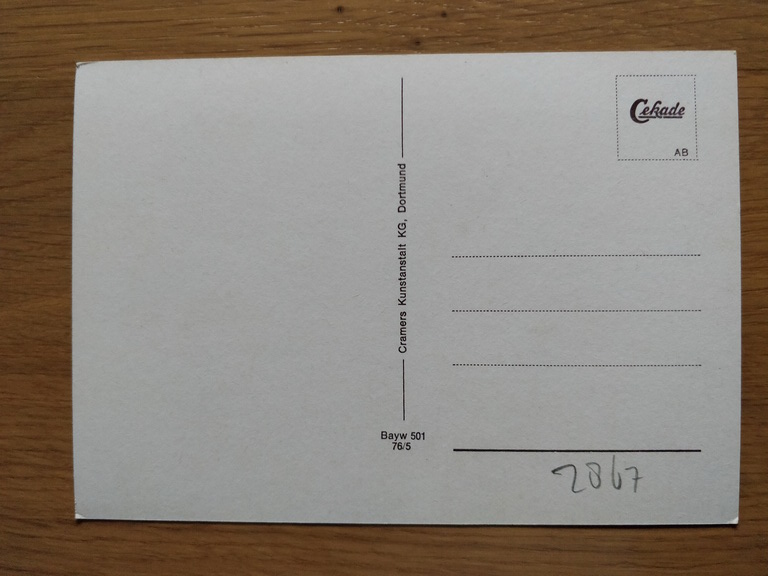 Cekade
AB
Cramers Kunstanstalt KG, Dortmund
Bayw 501
76/5
2867